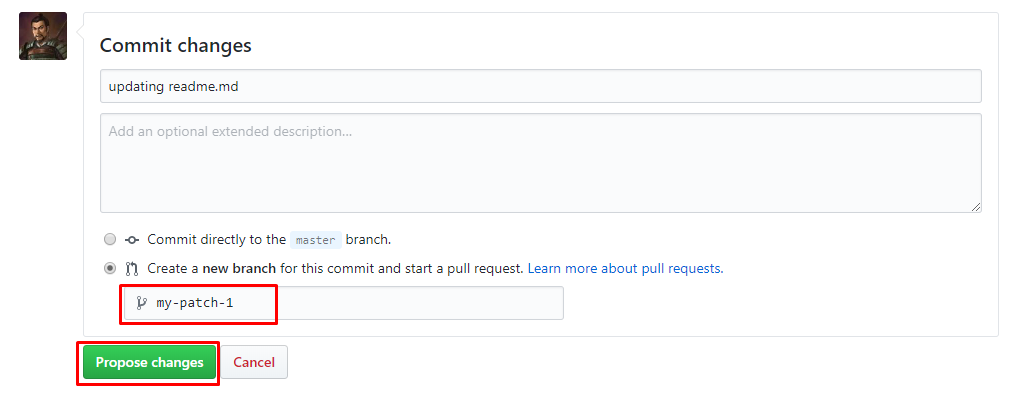 Commit changes
updating readme.md
Add an optional extended description...
Commit directly to the master branch.
Create a new branch for this commit and start a pull request. Learn more about pull requests.
my-patch-1
Propose changes Cancel